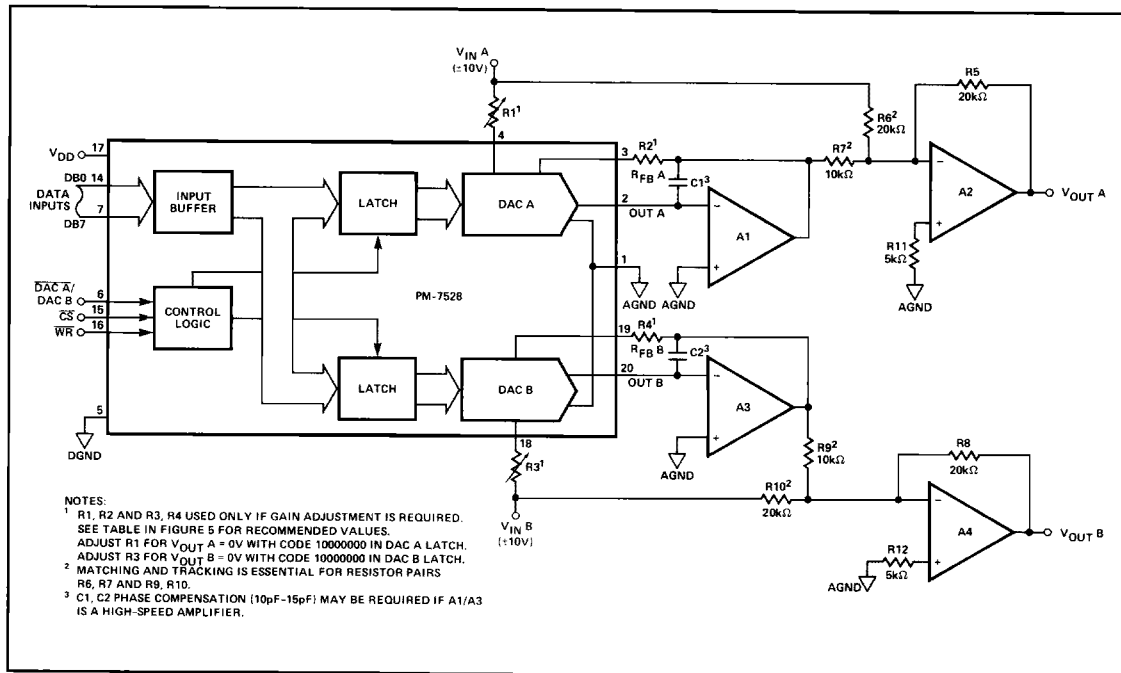 V_IN A
(±10V)
R1¹
4
R5
20kΩ
R6²
20kΩ
V_DD
17
3
R2¹
R_FB A
C1³
R7²
10kΩ
DB0
14
DATA
INPUTS
7
DB7
INPUT
BUFFER
LATCH
DAC A
2
OUT A
−
A1
+
−
A2
+
V_OUT A
R11
5kΩ
AGND
1
AGND
AGND
PM-7528
D̅A̅C̅ ̅A̅/
DAC B
6
C̅S̅
15
W̅R̅
16
CONTROL
LOGIC
19
R4¹
R_FB B
C2³
LATCH
DAC B
20
OUT B
−
A3
+
AGND
5
DGND
18
R3¹
V_IN B
(±10V)
R9²
10kΩ
R10²
20kΩ
R8
20kΩ
−
A4
+
V_OUT B
R12
5kΩ
AGND
NOTES:
¹ R1, R2 AND R3, R4 USED ONLY IF GAIN ADJUSTMENT IS REQUIRED.
SEE TABLE IN FIGURE 5 FOR RECOMMENDED VALUES.
ADJUST R1 FOR V_OUT A = 0V WITH CODE 10000000 IN DAC A LATCH.
ADJUST R3 FOR V_OUT B = 0V WITH CODE 10000000 IN DAC B LATCH.
² MATCHING AND TRACKING IS ESSENTIAL FOR RESISTOR PAIRS
R6, R7 AND R9, R10.
³ C1, C2 PHASE COMPENSATION (10pF–15pF) MAY BE REQUIRED IF A1/A3
IS A HIGH-SPEED AMPLIFIER.